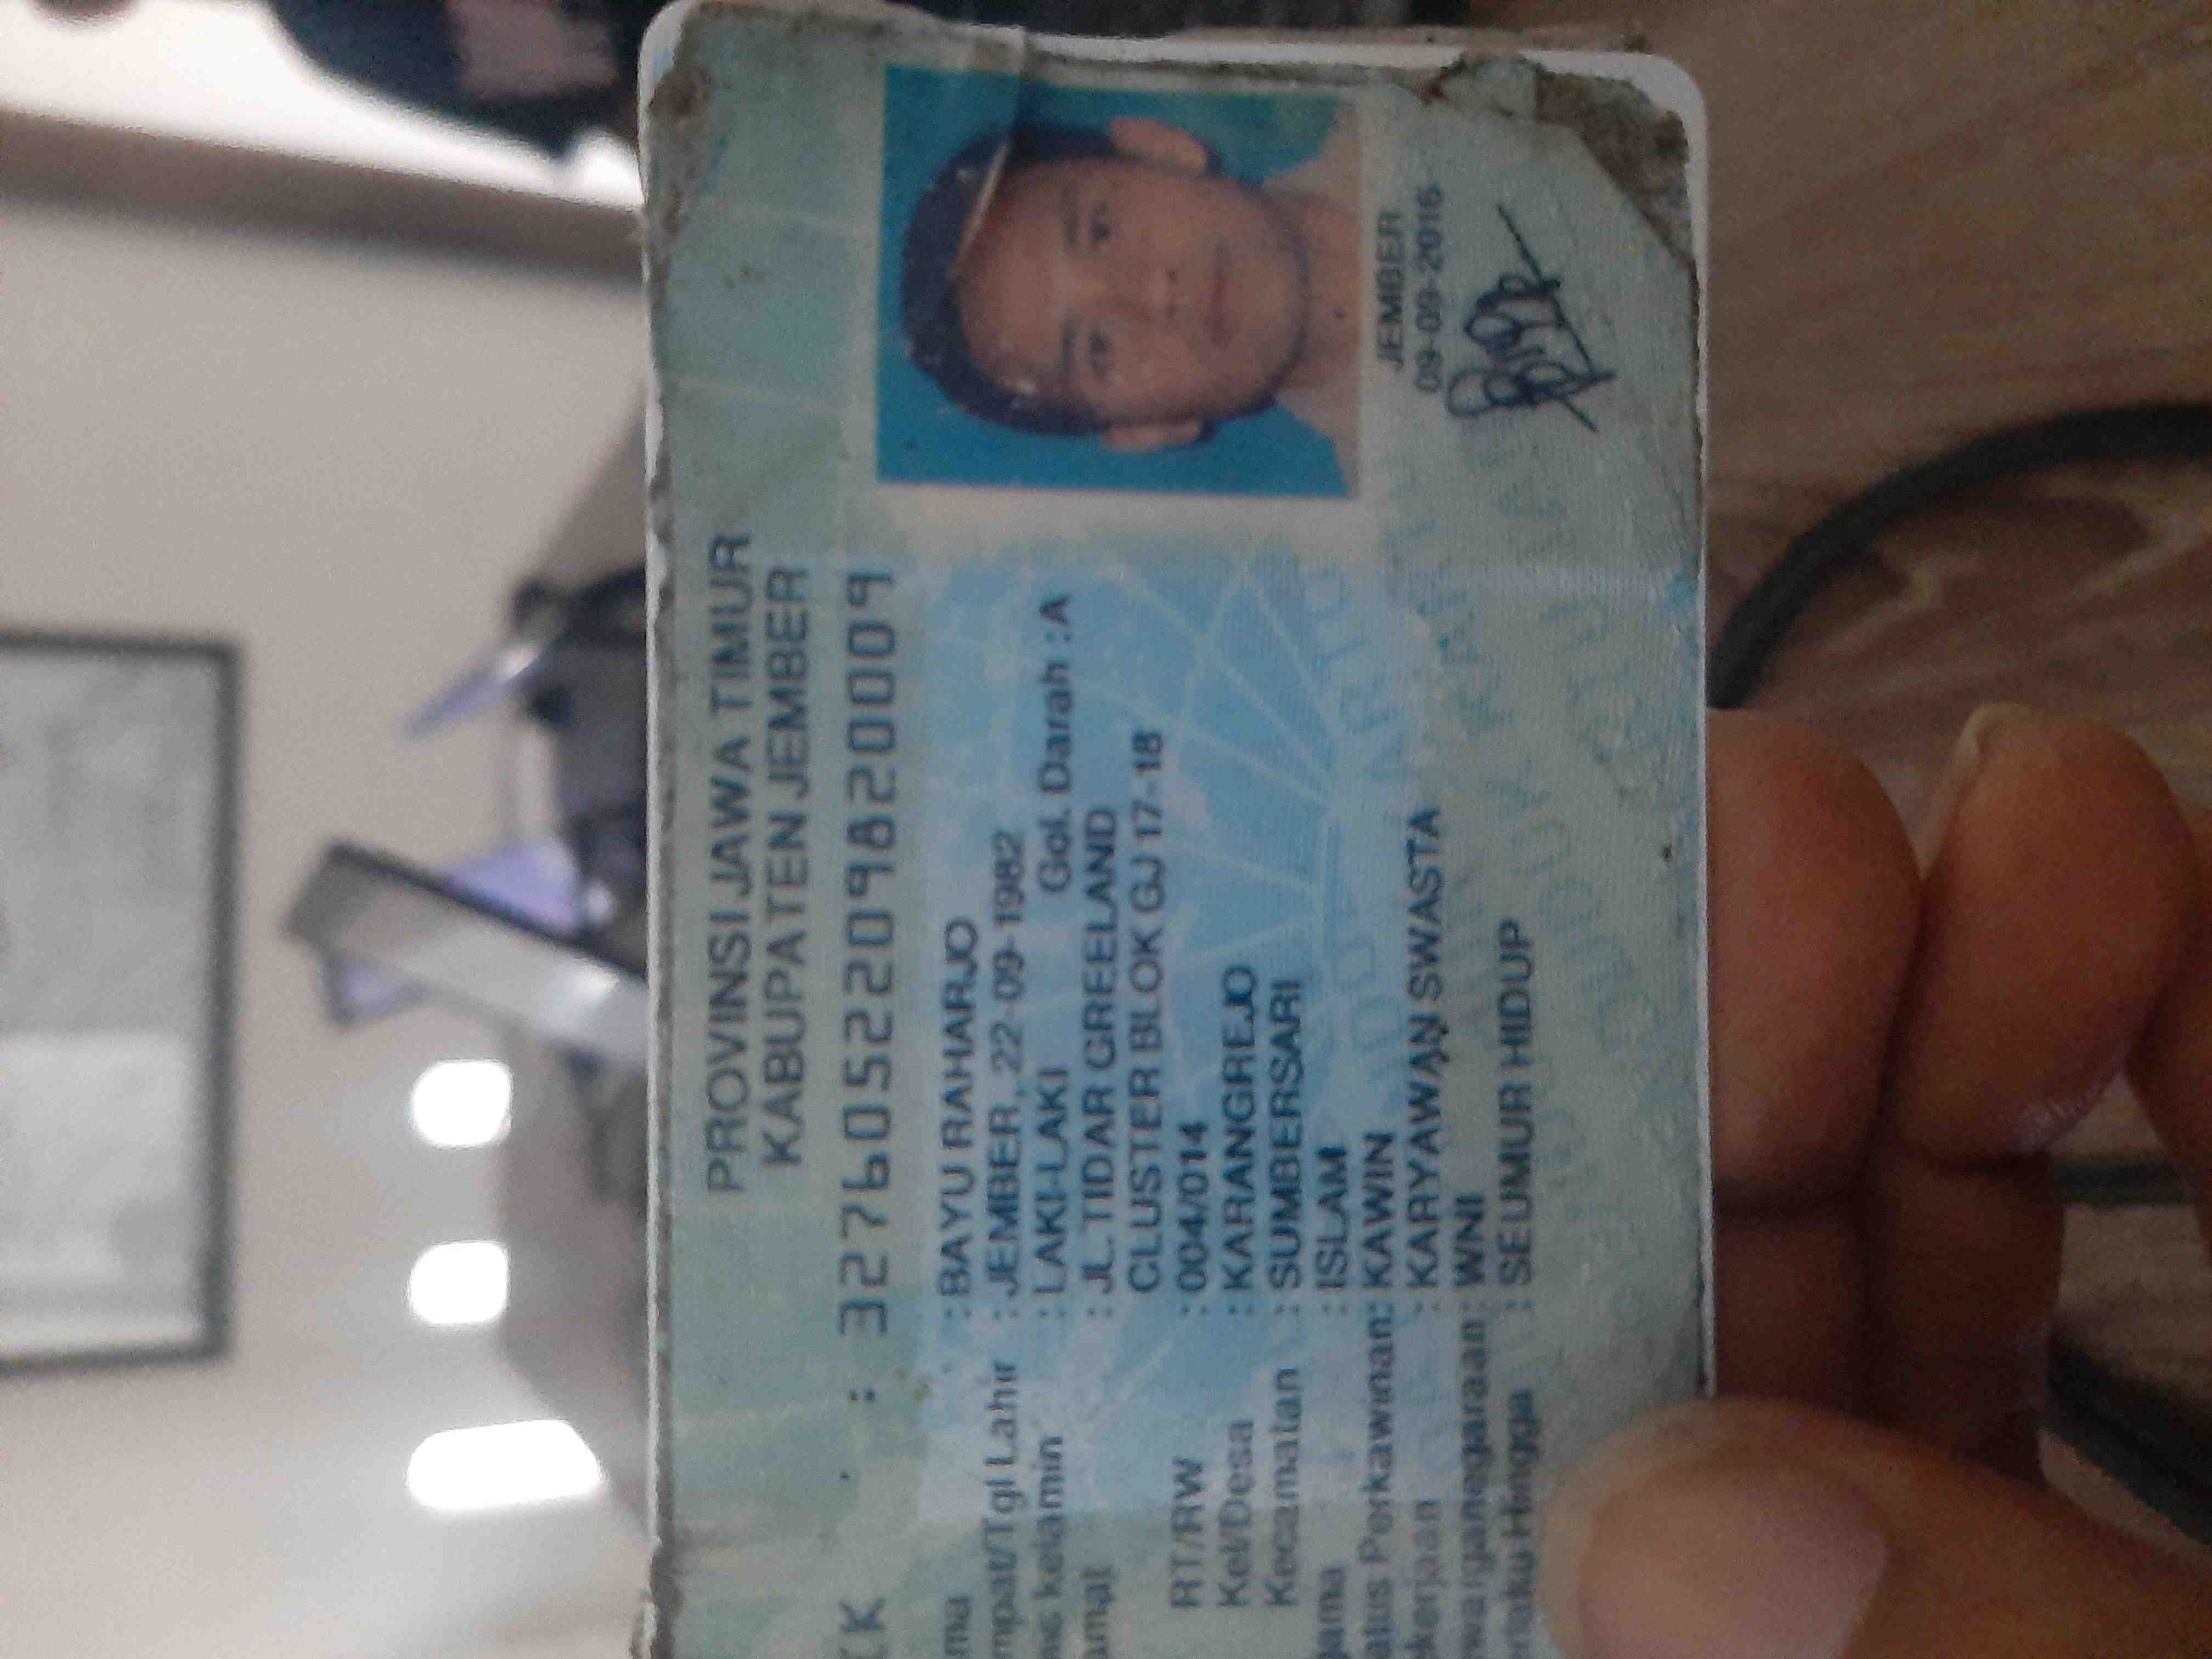 PROVINSI JAWA TIMUR
KABUPATEN JEMBER
IK : 3276052209820009
ma : BAYU RAHARJO
mpat/Tgl Lahir : JEMBER, 22-09-1982
nis kelamin : LAKI-LAKI Gol. Darah : A
amat : JL. TIDAR GREELAND
CLUSTER BLOK GJ 17-18
RT/RW : 004/014
Kel/Desa : KARANGREJO
Kecamatan : SUMBERSARI
gama : ISLAM
atus Perkawinan : KAWIN
ekerjaan : KARYAWAN SWASTA
ewarganegaraan : WNI
erlaku Hingga : SEUMUR HIDUP
JEMBER
09-09-2016